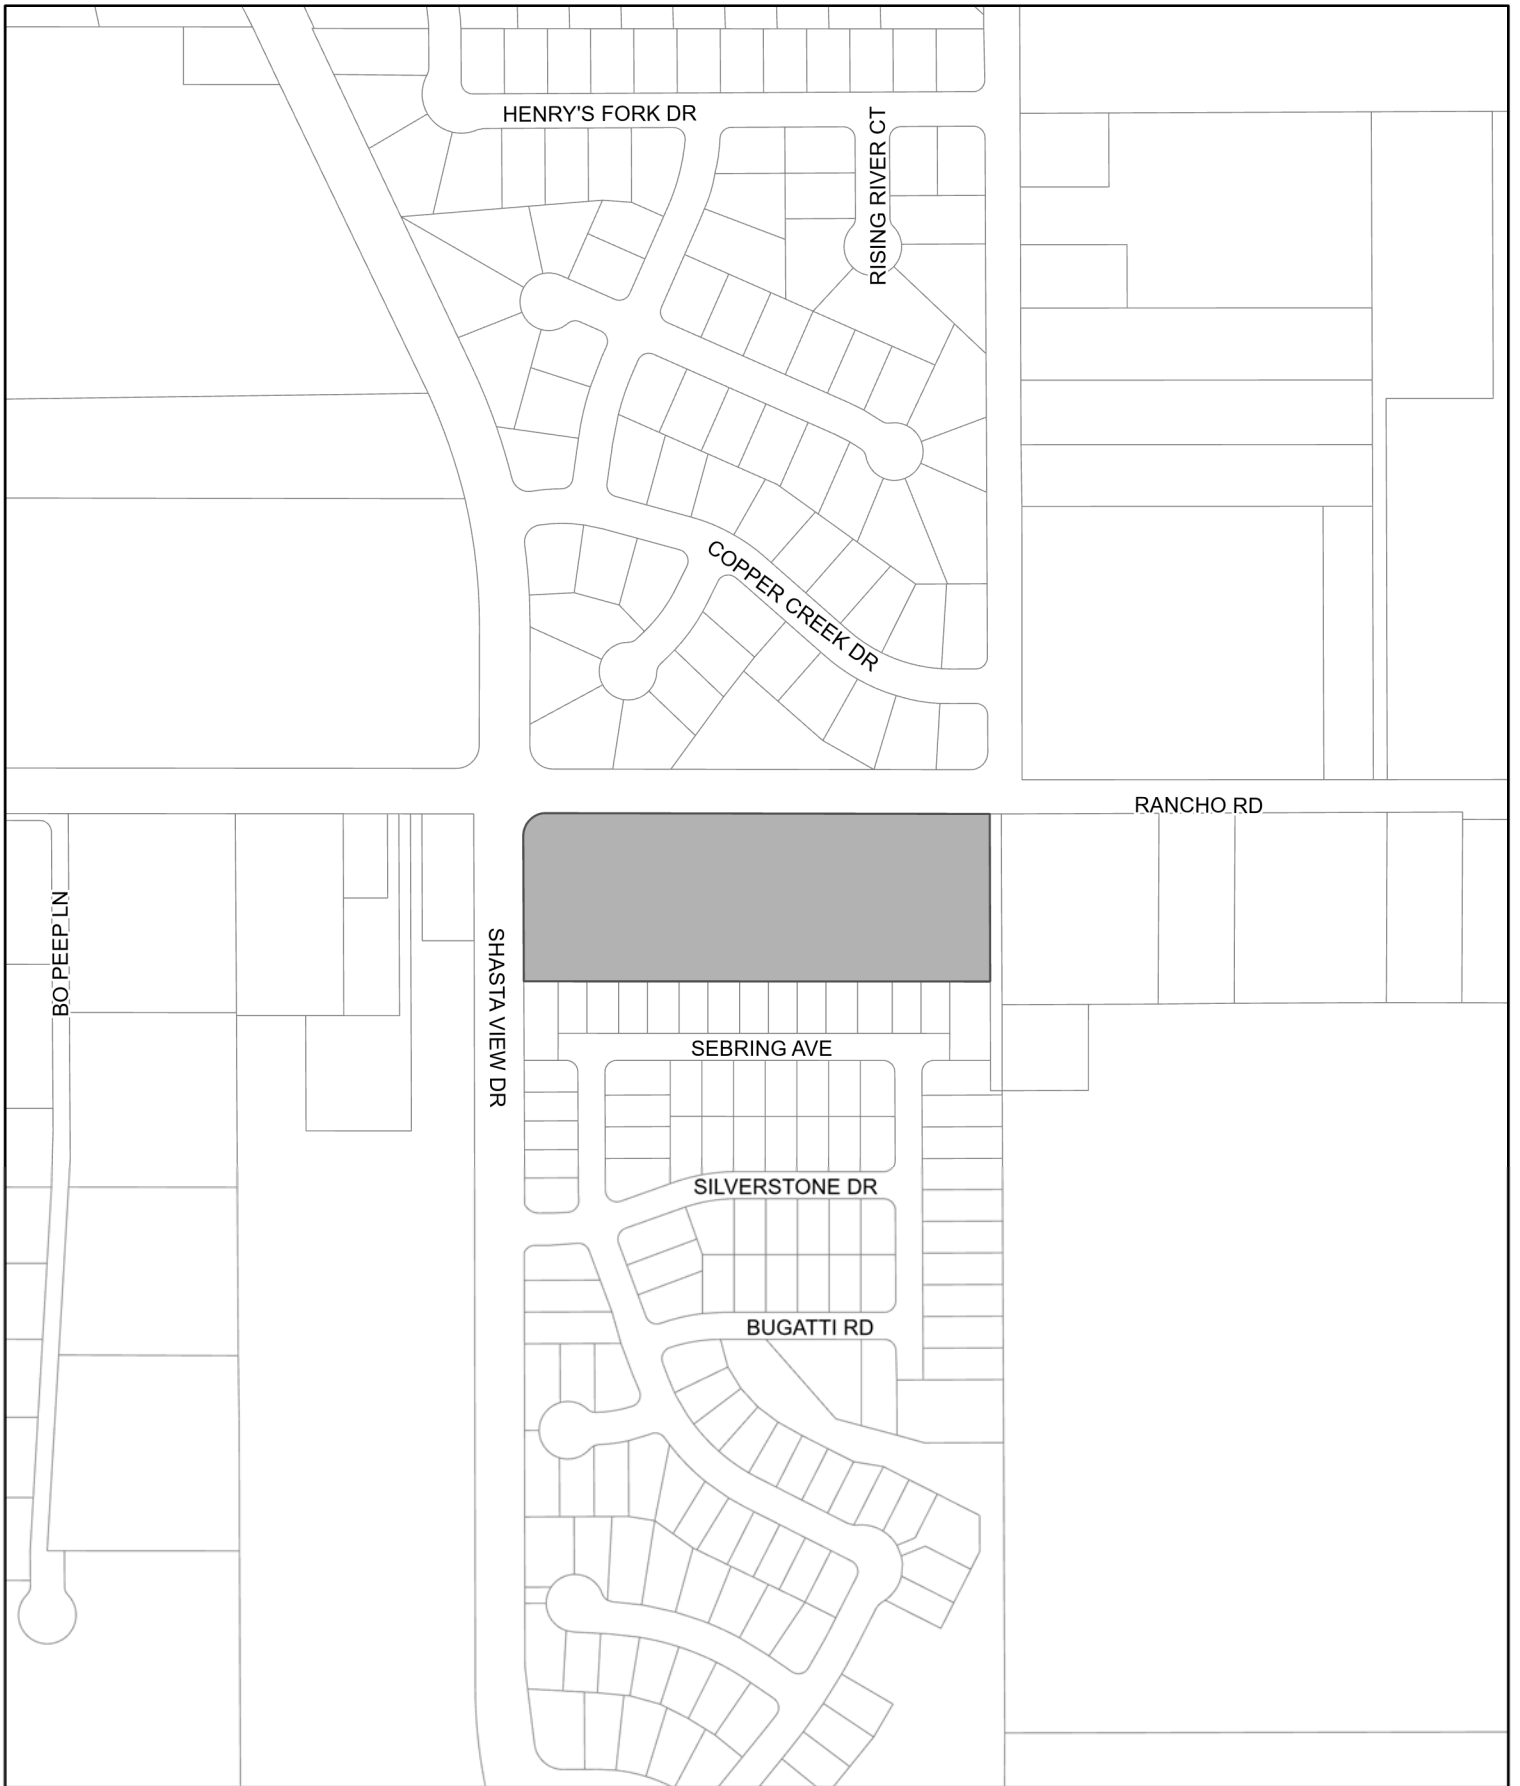 HENRY'S FORK DR
RISING RIVER CT
COPPER CREEK DR
RANCHO RD
BO PEEP LN
SHASTA VIEW DR
SEBRING AVE
SILVERSTONE DR
BUGATTI RD